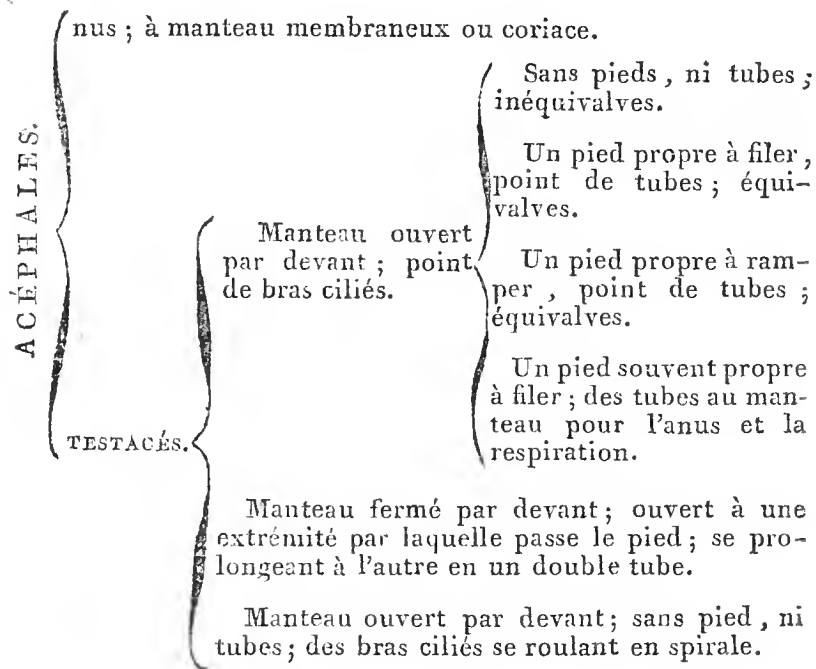 ACÉPHALES.
nus ; à manteau membraneux ou coriace.
TESTACÉS.
Manteau ouvert
par devant ; point
de bras ciliés.
Sans pieds, ni tubes ;
inéquivalves.
Un pied propre à filer,
point de tubes ; équi-
valves.
Un pied propre à ram-
per , point de tubes ;
équivalves.
Un pied souvent propre
à filer ; des tubes au man-
teau pour l'anus et la
respiration.
Manteau fermé par devant ; ouvert à une
extrémité par laquelle passe le pied ; se pro-
longeant à l'autre en un double tube.
Manteau ouvert par devant ; sans pied , ni
tubes ; des bras ciliés se roulant en spirale.